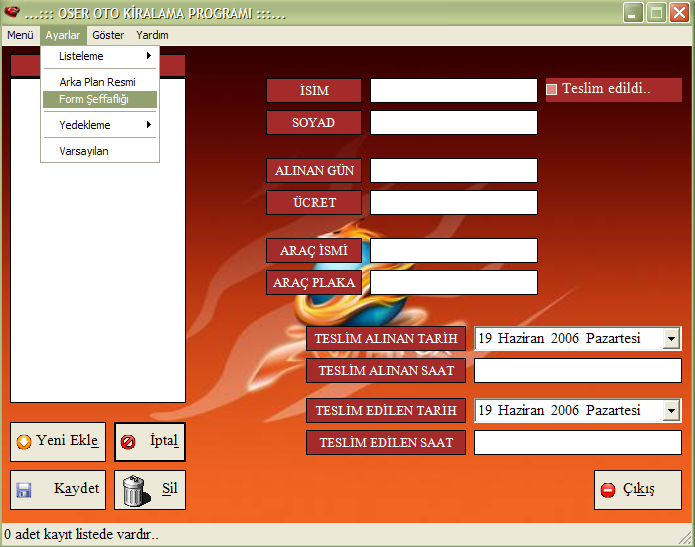 ...::: OSER OTO KİRALAMA PROGRAMI :::...
Menü Ayarlar Göster Yardım
Listeleme
Arka Plan Resmi
Form Şeffaflığı
Yedekleme
Varsayılan
İSİM
Teslim edildi..
SOYAD
ALINAN GÜN
ÜCRET
ARAÇ İSMİ
ARAÇ PLAKA
TESLİM ALINAN TARİH 19 Haziran 2006 Pazartesi
TESLİM ALINAN SAAT
TESLİM EDİLEN TARİH 19 Haziran 2006 Pazartesi
TESLİM EDİLEN SAAT
Yeni Ekle İptal
Kaydet Sil
Çıkış
0 adet kayıt listede vardır..